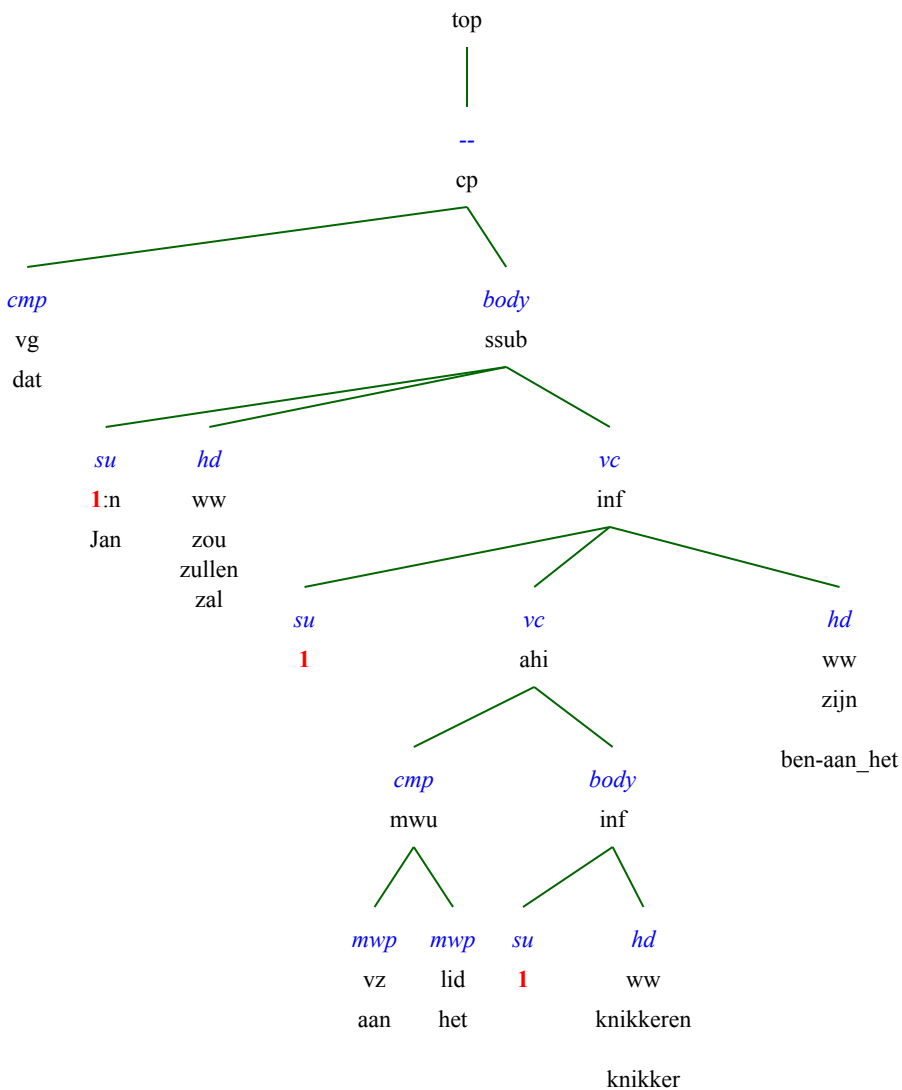 top
--
cp
cmp body
vg ssub
dat
su hd vc
1:n ww inf
Jan zou
zullen
zal
su vc hd
1 ahi ww
zijn
ben-aan_het
cmp body
mwu inf
mwp mwp su hd
vz lid 1 ww
aan het knikkeren
knikker